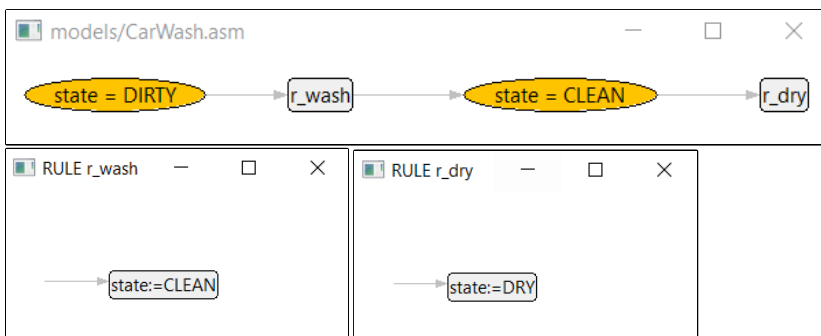 models/CarWash.asm
state = DIRTY r_wash state = CLEAN r_dry
RULE r_wash
state:=CLEAN
RULE r_dry
state:=DRY